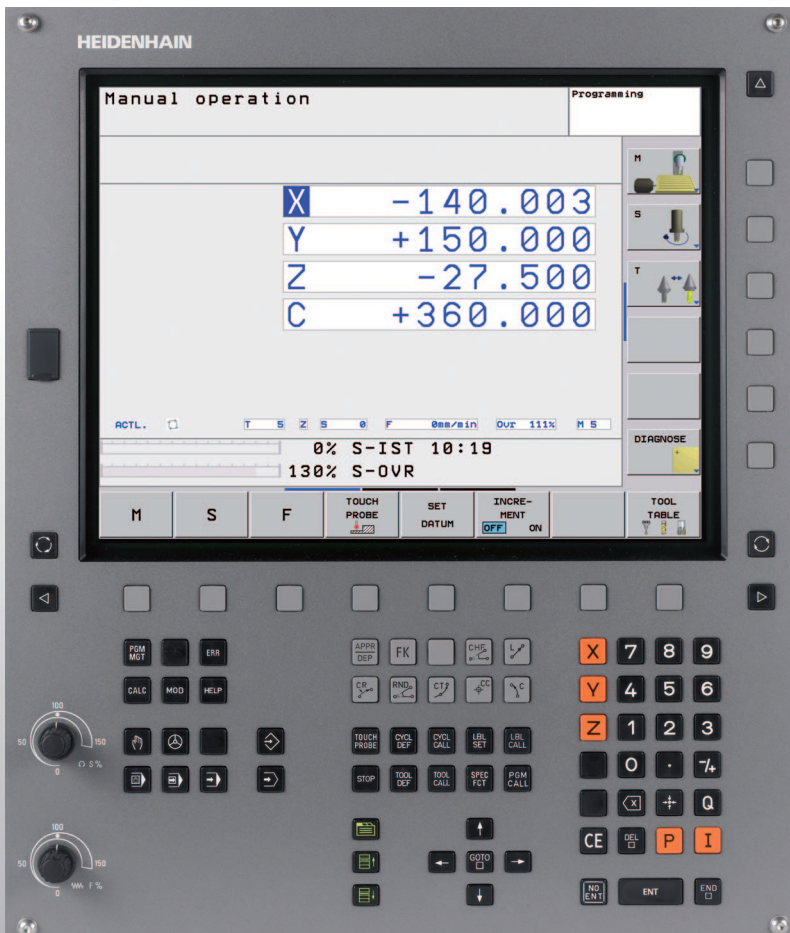 HEIDENHAIN
Manual operation
Programming
X -140.003
Y +150.000
Z -27.500
C +360.000
M
S
T
DIAGNOSE
ACTL. T 5 Z S 0 F 0mm/min Ovr 111% M 5
0% S-IST 10:19
130% S-OVR
M
S
F
TOUCH
PROBE
SET
DATUM
INCRE-
MENT
OFF ON
TOOL
TABLE
PGM
MGT
ERR
CALC
MOD
HELP
APPR
DEP
FK
CHF
L
CR
RND
CT
CC
C
TOUCH
PROBE
CYCL
DEF
CYCL
CALL
LBL
SET
LBL
CALL
STOP
TOOL
DEF
TOOL
CALL
SPEC
FCT
PGM
CALL
GOTO
X 7 8 9
Y 4 5 6
Z 1 2 3
0 . -/+
X Q
CE
DEL
P I
NO
ENT
ENT
END
100
50
150
0
S %
100
50
150
0
F %